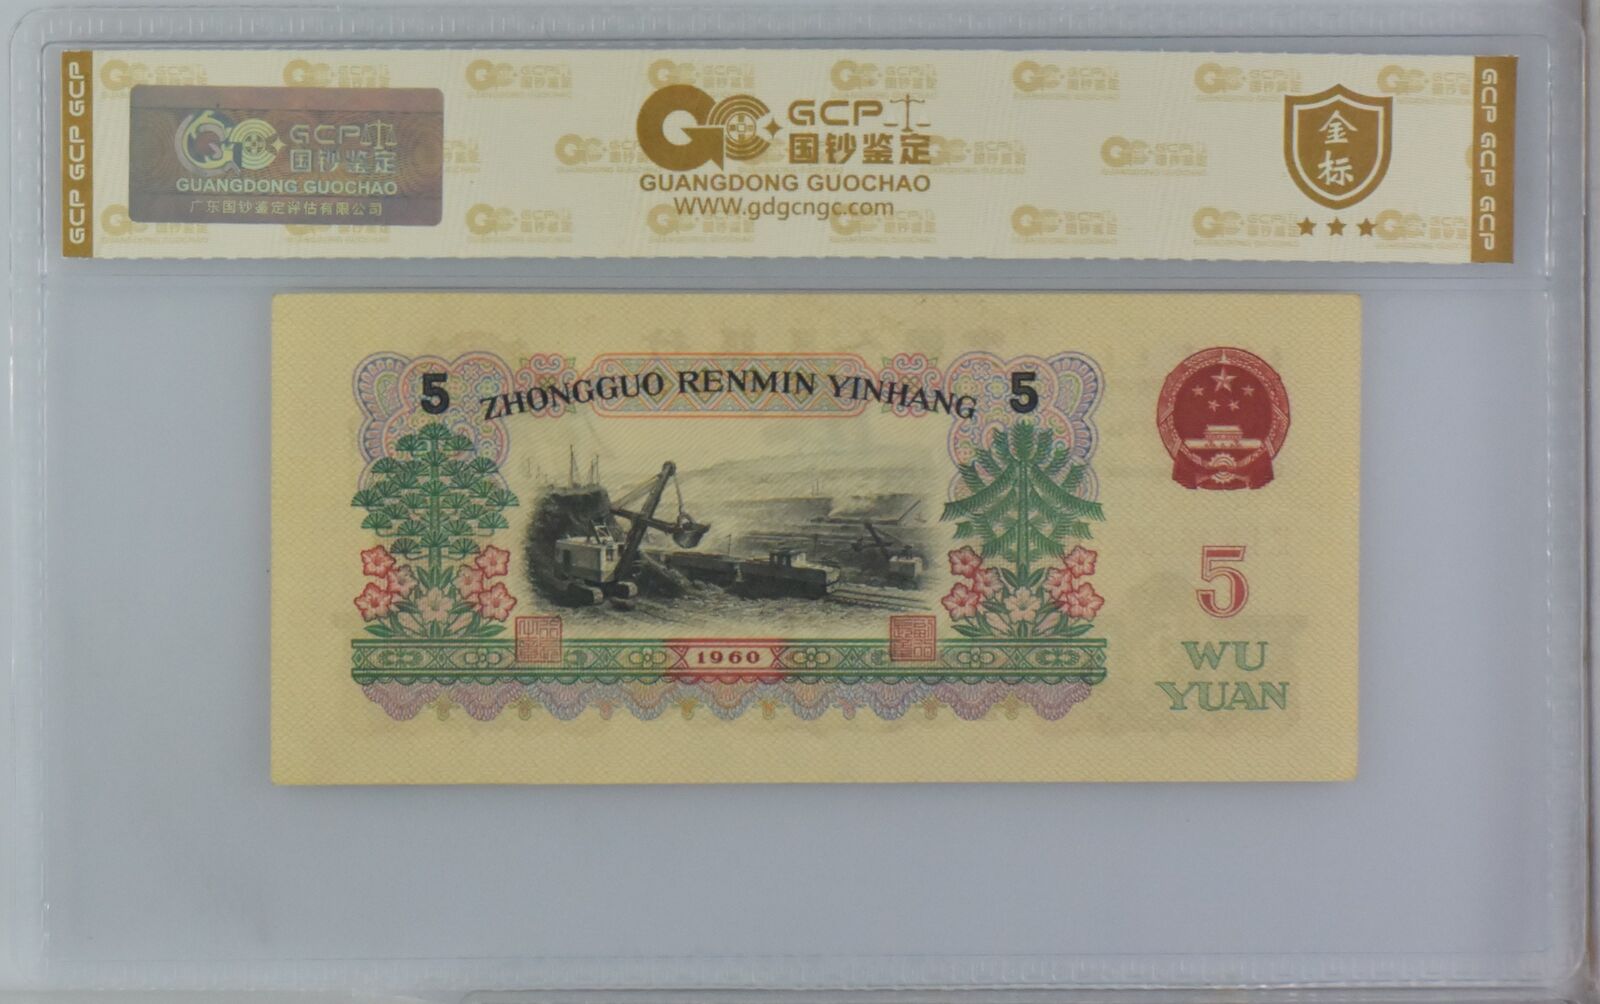 GCP GCP GCP
GCP
国钞鉴定
GUANGDONG GUOCHAO
广东国钞鉴定评估有限公司
GCP
国钞鉴定
GUANGDONG GUOCHAO
WWW.gdgcngc.com
金标
GCP GCP GCP
5 ZHONGGUO RENMIN YINHANG 5
1960
5
WU
YUAN